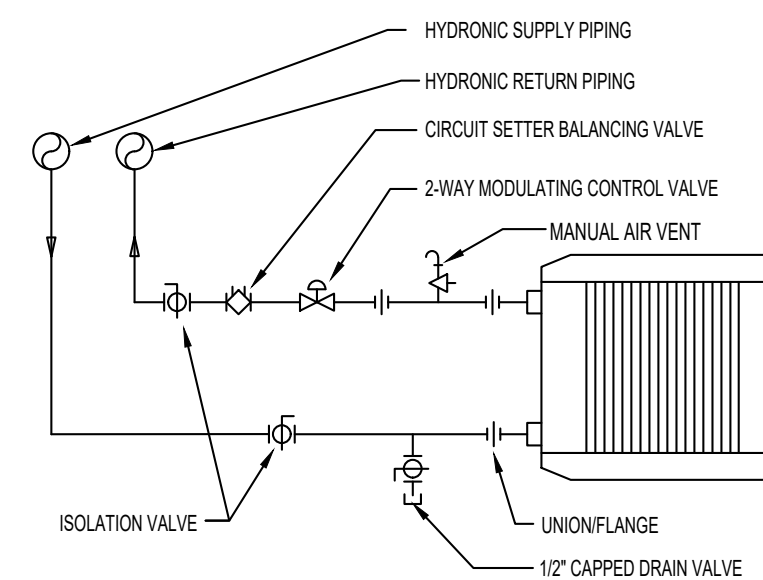 HYDRONIC SUPPLY PIPING
HYDRONIC RETURN PIPING
CIRCUIT SETTER BALANCING VALVE
2-WAY MODULATING CONTROL VALVE
MANUAL AIR VENT
ISOLATION VALVE
UNION/FLANGE
1/2" CAPPED DRAIN VALVE